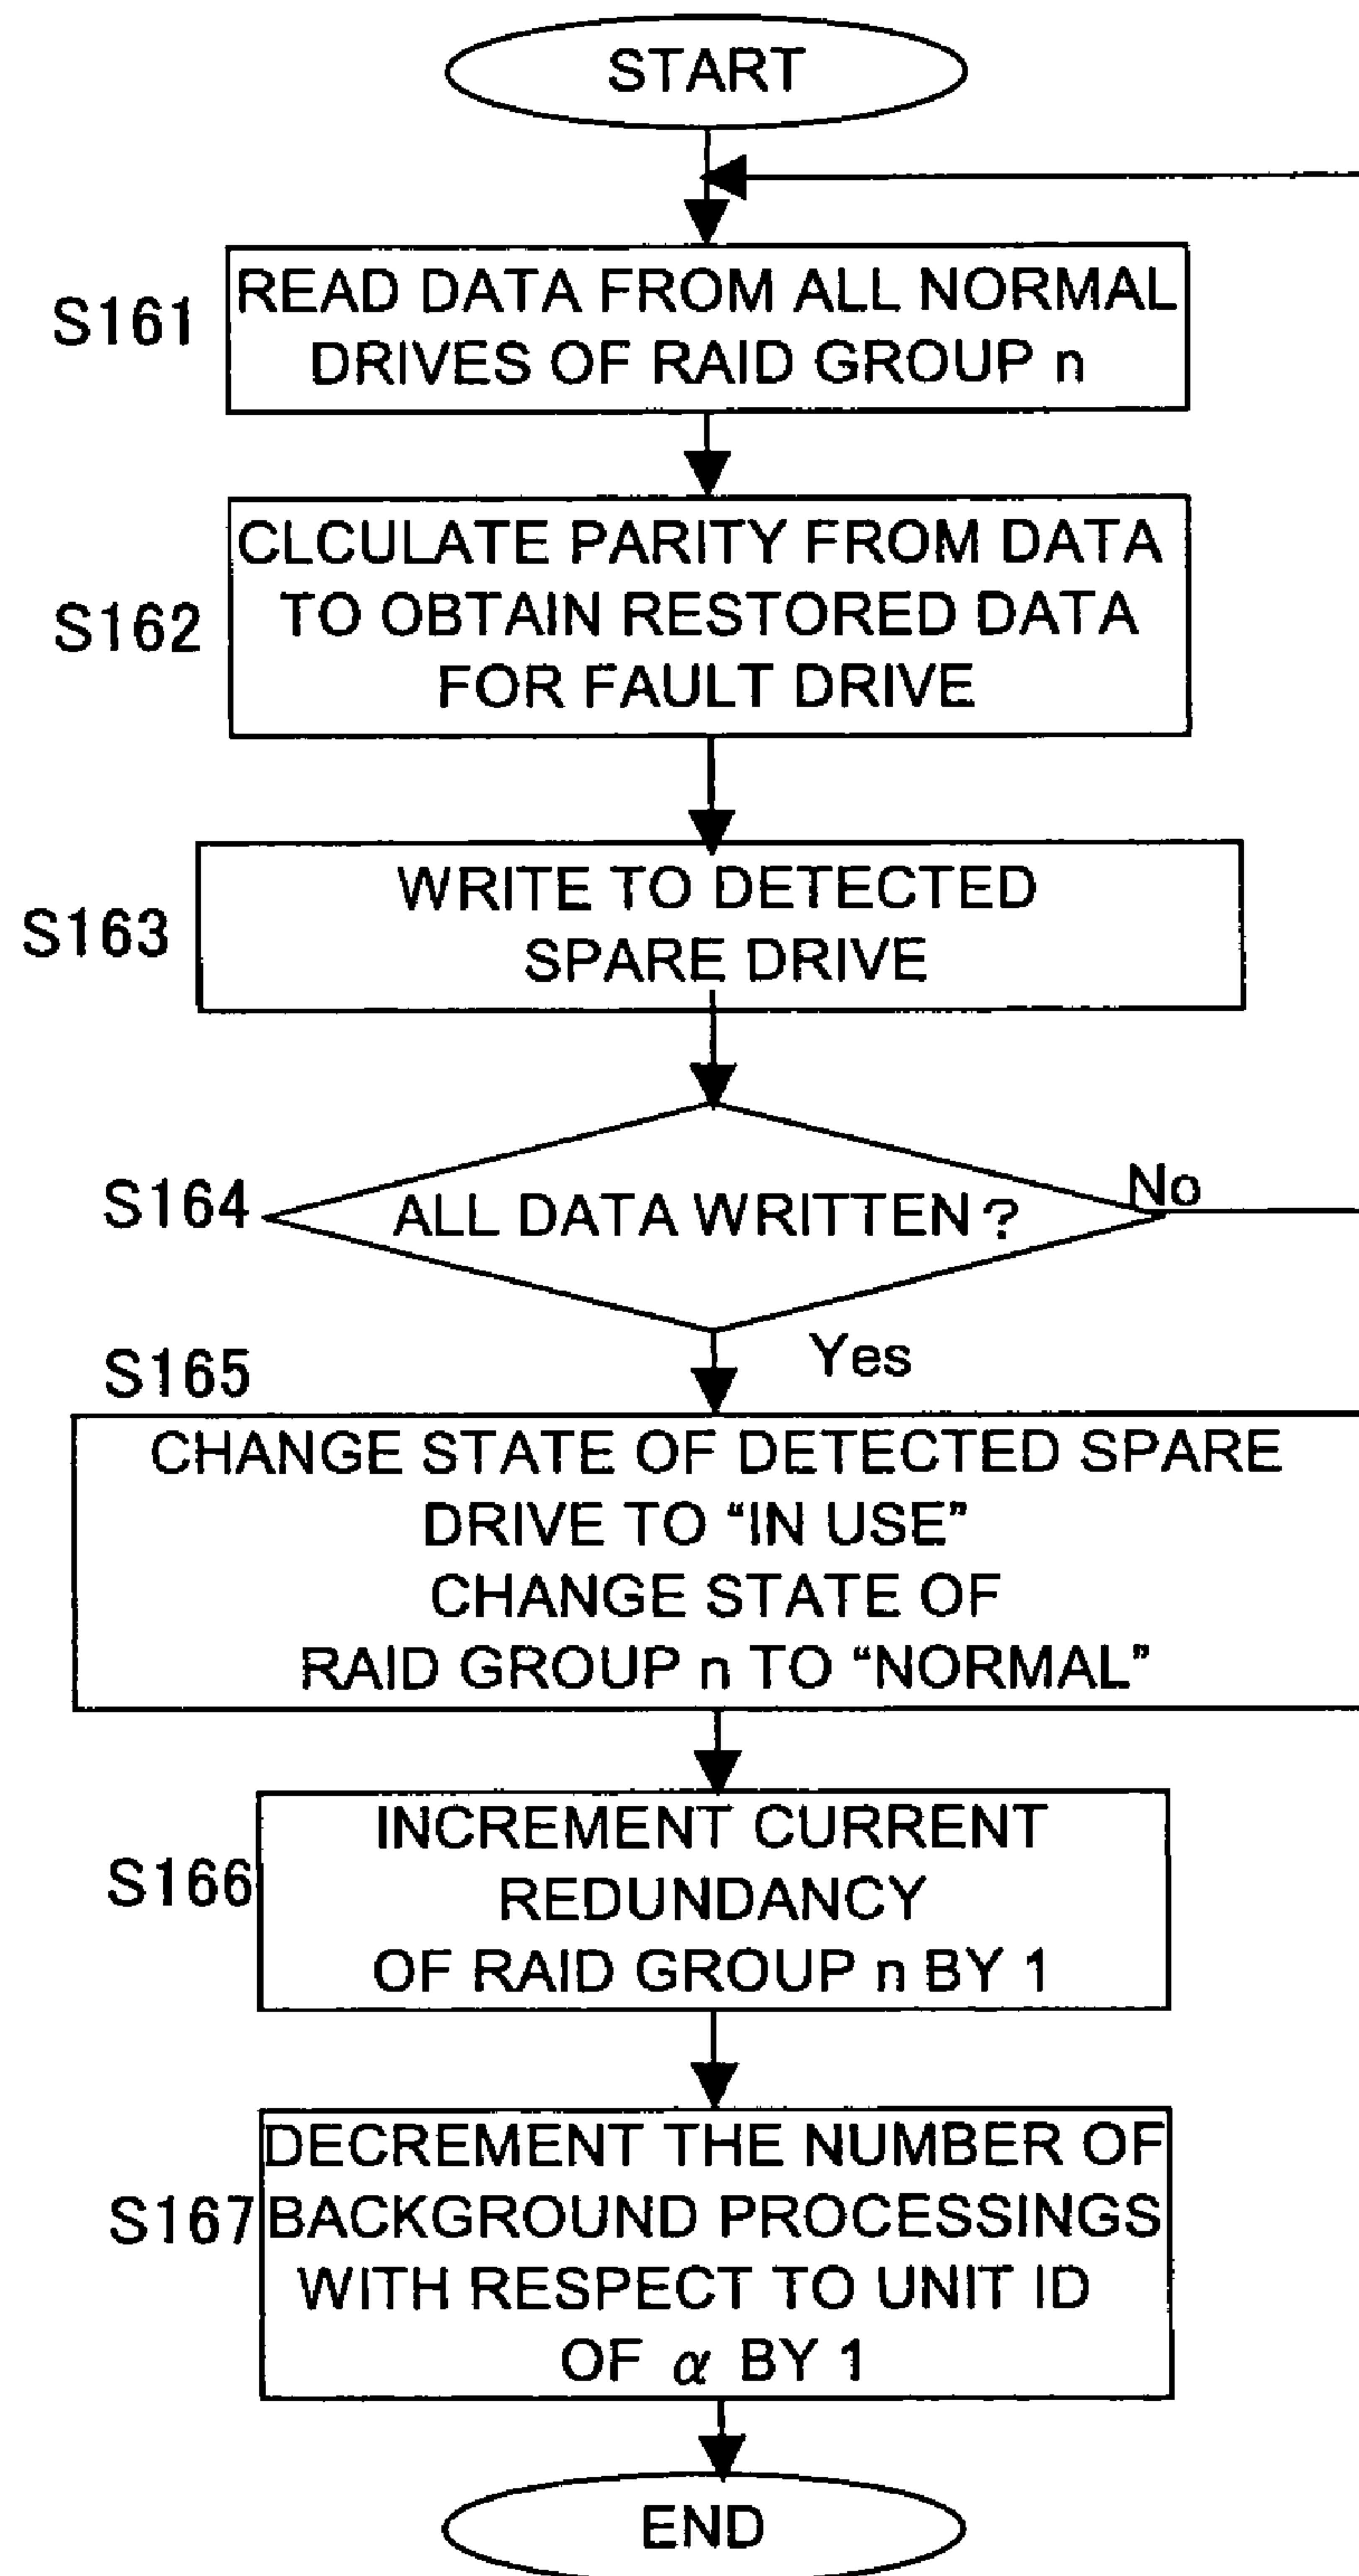 START
S161
READ DATA FROM ALL NORMAL
DRIVES OF RAID GROUP n
S162
CLCULATE PARITY FROM DATA
TO OBTAIN RESTORED DATA
FOR FAULT DRIVE
S163
WRITE TO DETECTED
SPARE DRIVE
S164
ALL DATA WRITTEN?
No
Yes
S165
CHANGE STATE OF DETECTED SPARE
DRIVE TO “IN USE”
CHANGE STATE OF
RAID GROUP n TO “NORMAL”
S166
INCREMENT CURRENT
REDUNDANCY
OF RAID GROUP n BY 1
S167
DECREMENT THE NUMBER OF
BACKGROUND PROCESSINGS
WITH RESPECT TO UNIT ID
OF α BY 1
END